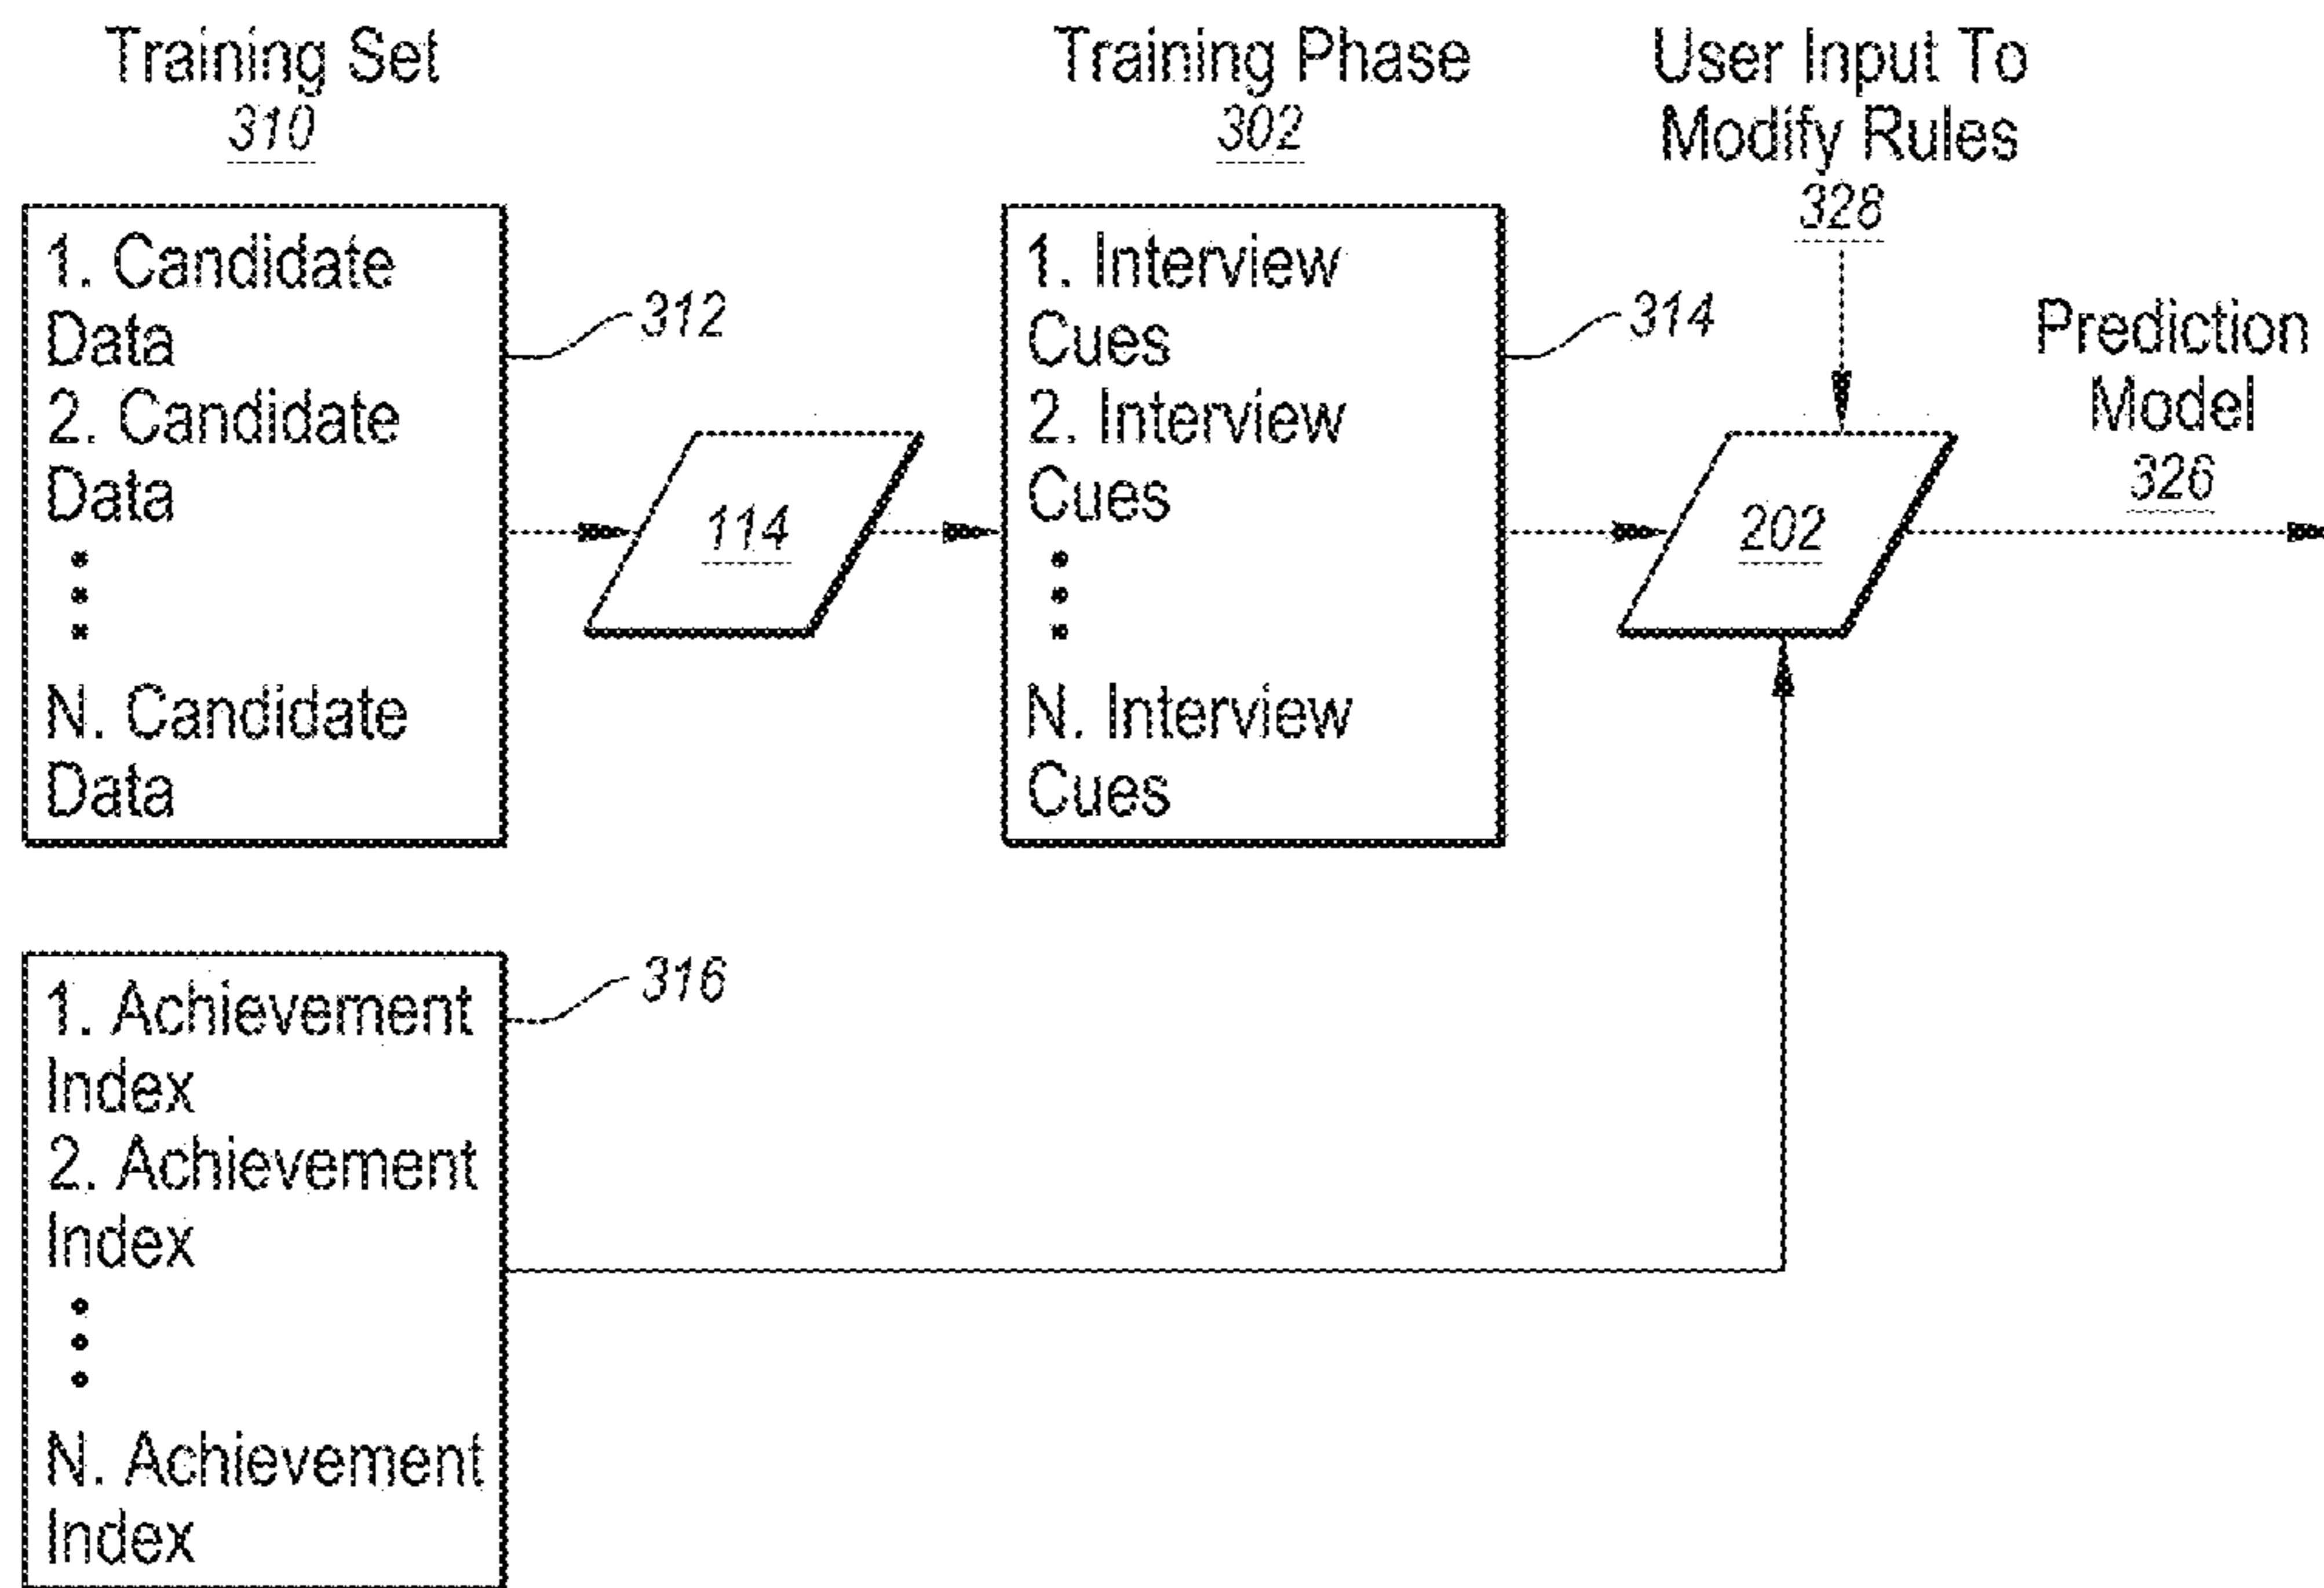 Training Set
310
Training Phase
302
User Input To
Modify Rules
328
1. Candidate
Data
2. Candidate
Data
N. Candidate
Data
312
114
1. Interview
Cues
2. Interview
Cues
N. Interview
Cues
314
202
Prediction
Model
326
1. Achievement
Index
2. Achievement
Index
N. Achievement
Index
316